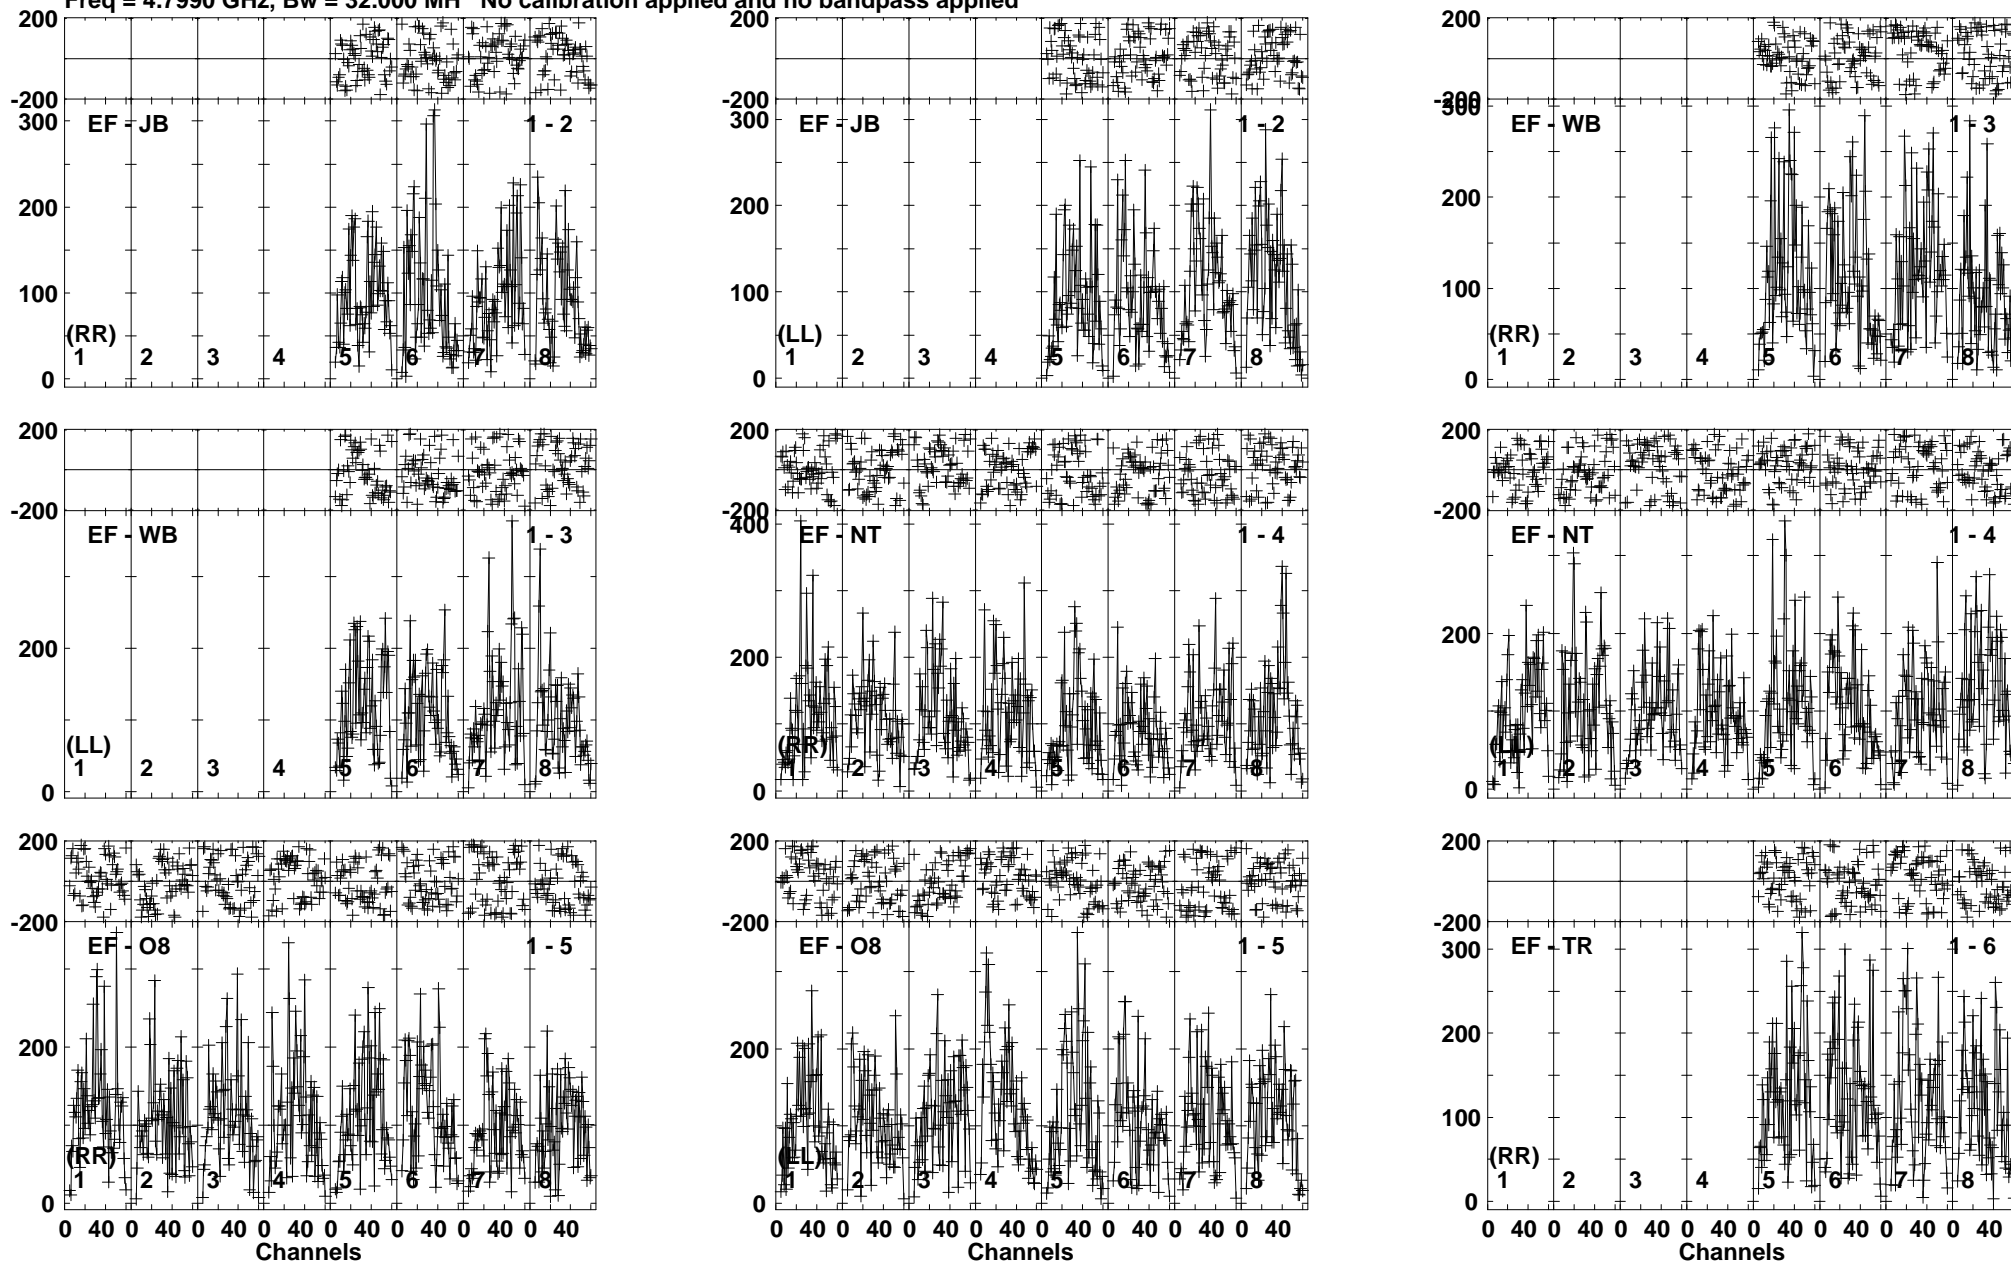 Freq = 4.7990 GHz, Bw = 32.000 MH No calibration applied and no bandpass applied
200 200 200
-200 -200 -200
300 EF - JB 1 - 2 300 EF - JB 1 - 2 300 EF - WB 1 - 3
200 200 200
100 100 100
(RR) (LL) (RR)
1 2 3 4 5 6 7 8 1 2 3 4 5 6 7 8 1 2 3 4 5 6 7 8
0 0 0
200 200 200
-200 -200 -200
EF - WB 1 - 3 400 EF - NT 1 - 4 EF - NT 1 - 4
200 200 200
(LL) (RR) (LL)
1 2 3 4 5 6 7 8 1 2 3 4 5 6 7 8 1 2 3 4 5 6 7 8
0 0 0
200 200 200
-200 -200 -200
EF - O8 1 - 5 EF - O8 1 - 5 300 EF - TR 1 - 6
200 200 200
100
(RR) (LL) (RR)
1 2 3 4 5 6 7 8 1 2 3 4 5 6 7 8 1 2 3 4 5 6 7 8
0 0 0
0 40 0 40 0 40 0 40 0 40 0 40 0 40 0 40 0 40 0 40 0 40 0 40 0 40 0 40 0 40 0 40 0 40 0 40 0 40 0 40 0 40 0 40 0 40 0 40
Channels Channels Channels